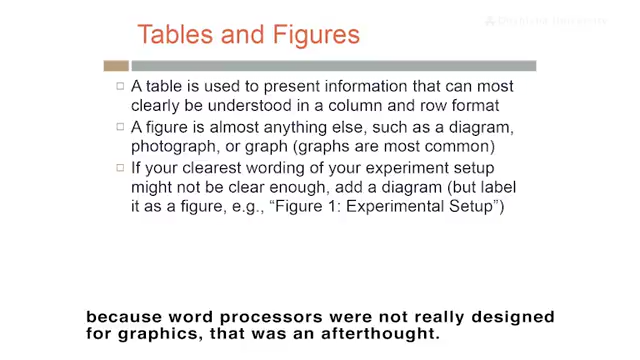 Tables and Figures
□ A table is used to present information that can most
clearly be understood in a column and row format
□ A figure is almost anything else, such as a diagram,
photograph, or graph (graphs are most common)
□ If your clearest wording of your experiment setup
might not be clear enough, add a diagram (but label
it as a figure, e.g., “Figure 1: Experimental Setup”)
because word processors were not really designed
for graphics, that was an afterthought.